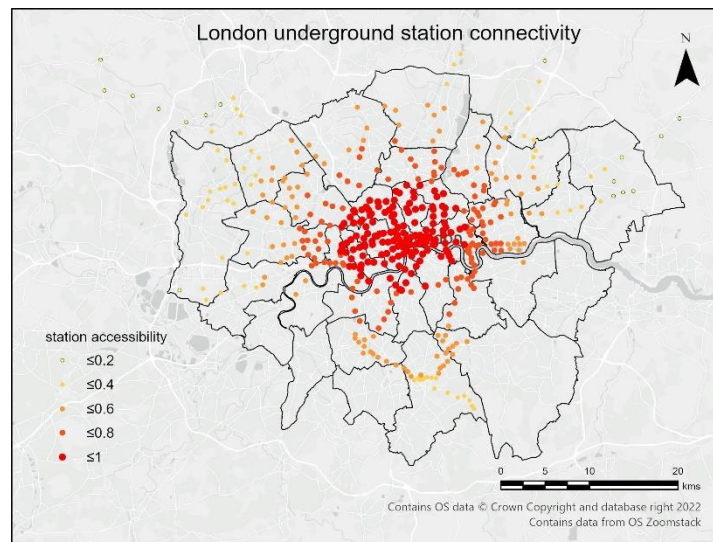 London underground station connectivity
N
station accessibility
≤0.2
≤0.4
≤0.6
≤0.8
≤1
0 5 10 20
kms
Contains OS data © Crown Copyright and database right 2022
Contains data from OS Zoomstack